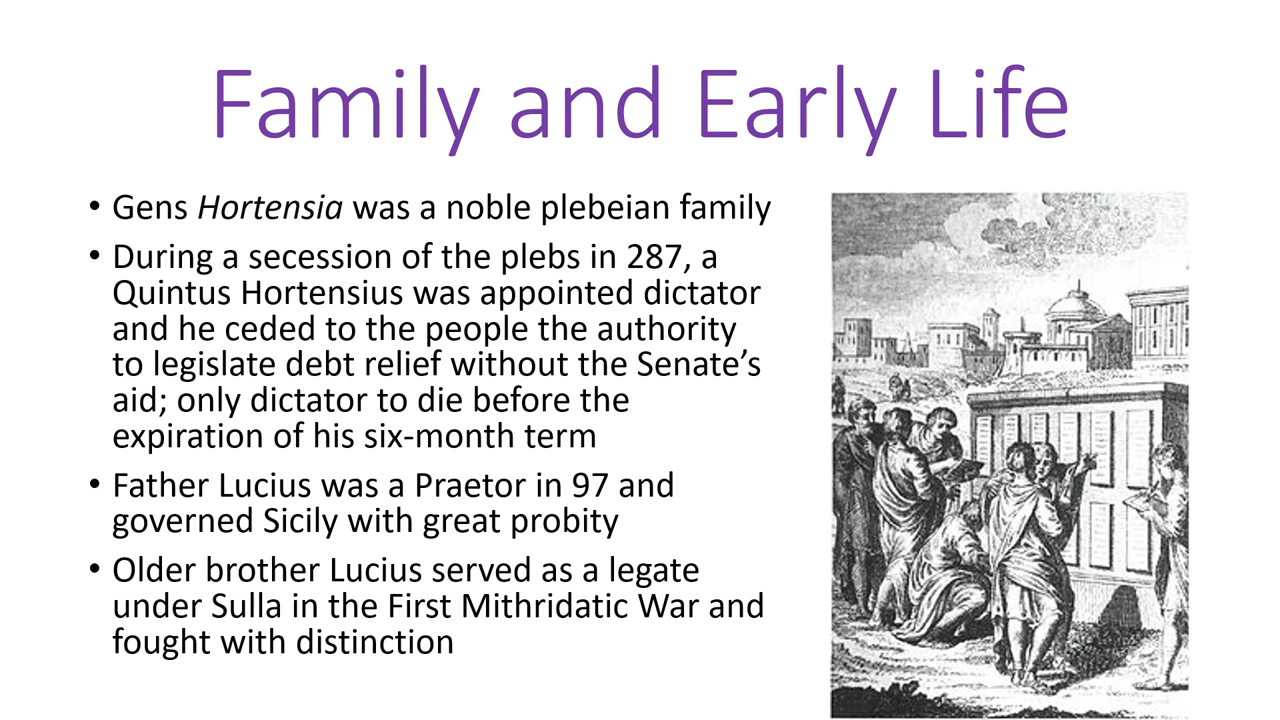 Family and Early Life
• Gens Hortensia was a noble plebeian family
• During a secession of the plebs in 287, a
Quintus Hortensius was appointed dictator
and he ceded to the people the authority
to legislate debt relief without the Senate’s
aid; only dictator to die before the
expiration of his six-month term
• Father Lucius was a Praetor in 97 and
governed Sicily with great probity
• Older brother Lucius served as a legate
under Sulla in the First Mithridatic War and
fought with distinction